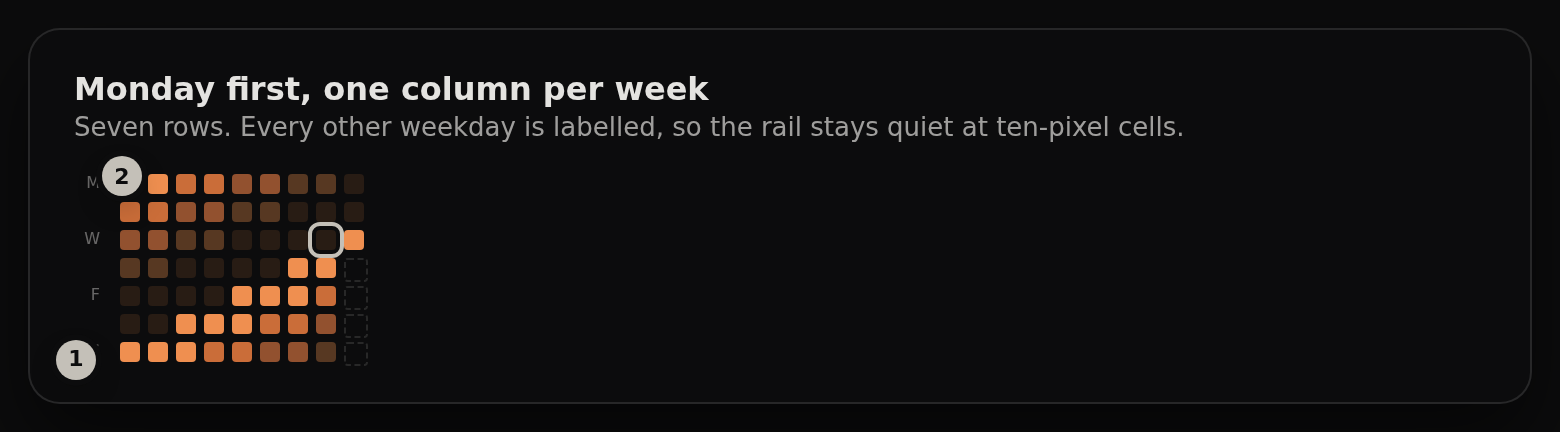 Monday first, one column per week
Seven rows. Every other weekday is labelled, so the rail stays quiet at ten-pixel cells.
2
M
W
F
1